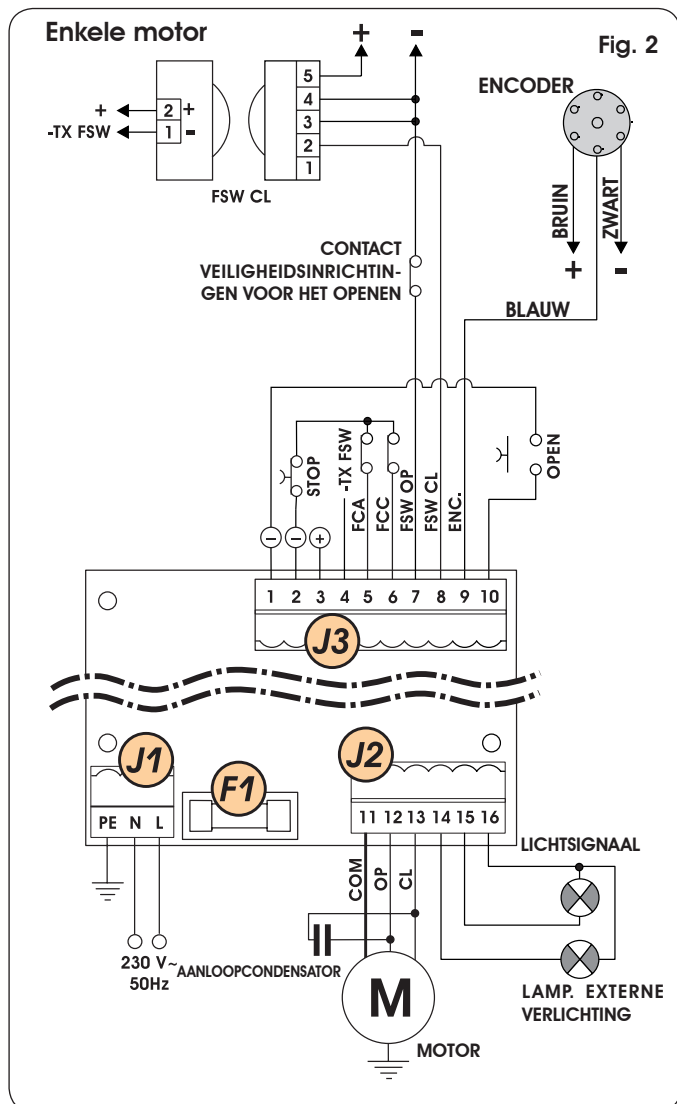 Enkele motor
Fig. 2
+
-
5
4
3
2
1
+
-TX FSW
2 +
1 -
FSW CL
ENCODER
BRUIN
ZWART
+
-
BLAUW
CONTACT
VEILIGHEIDSINRICHTIN-
GEN VOOR HET OPENEN
STOP
-TX FSW
FCA
FCC
FSW OP
FSW CL
ENC.
OPEN
- - +
1 2 3 4 5 6 7 8 9 10
J3
J1
F1
J2
PE N L
11 12 13 14 15 16
COM
OP
CL
LICHTSIGNAAL
230 V~
50Hz
AANLOOPCONDENSATOR
M
MOTOR
LAMP. EXTERNE
VERLICHTING